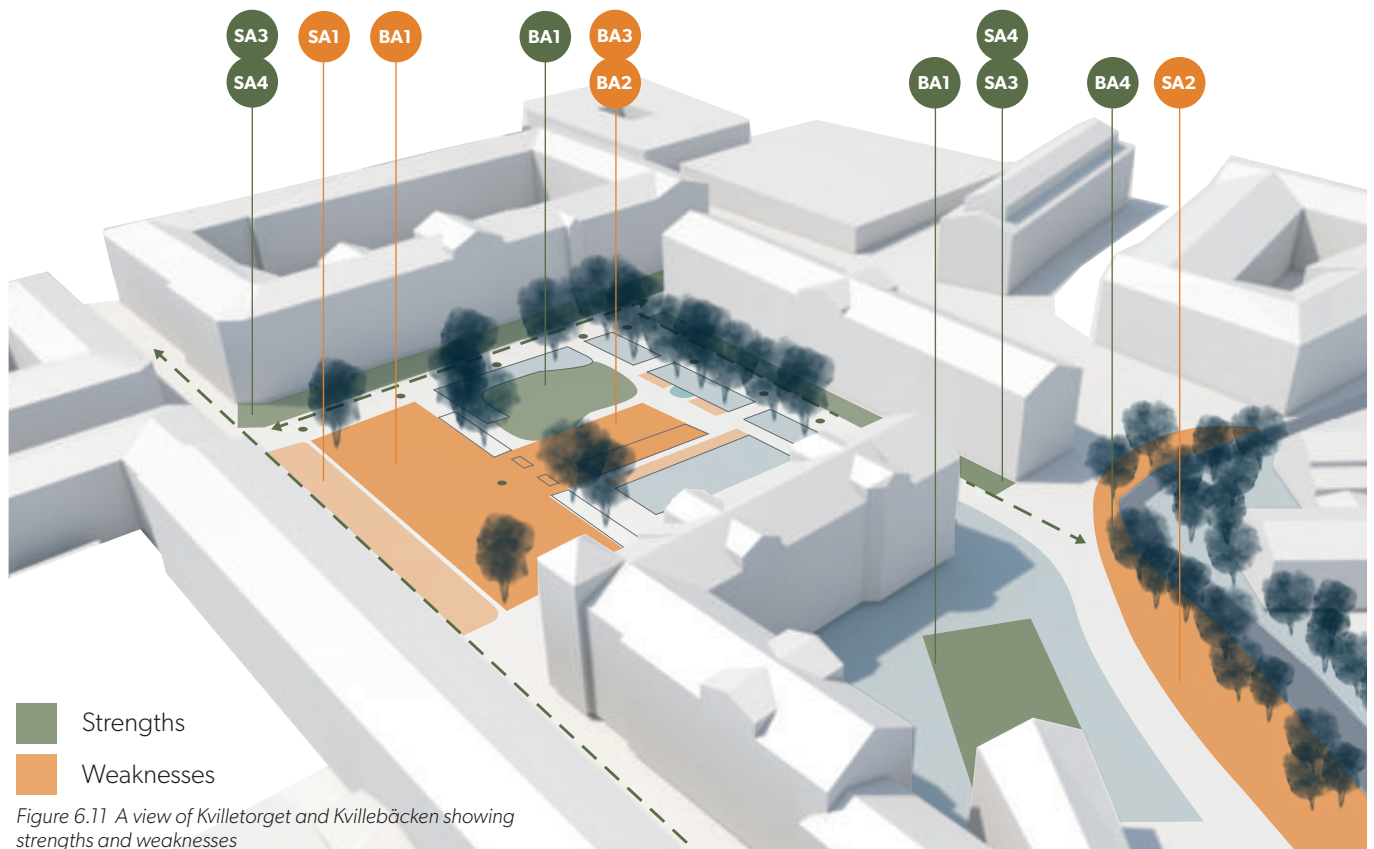 SA3
SA4
SA1
BA1
BA1
BA3
BA2
BA1
SA4
SA3
BA4
SA2
Strengths
Weaknesses
Figure 6.11 A view of Kvilletorget and Kvillebäcken showing
strengths and weaknesses